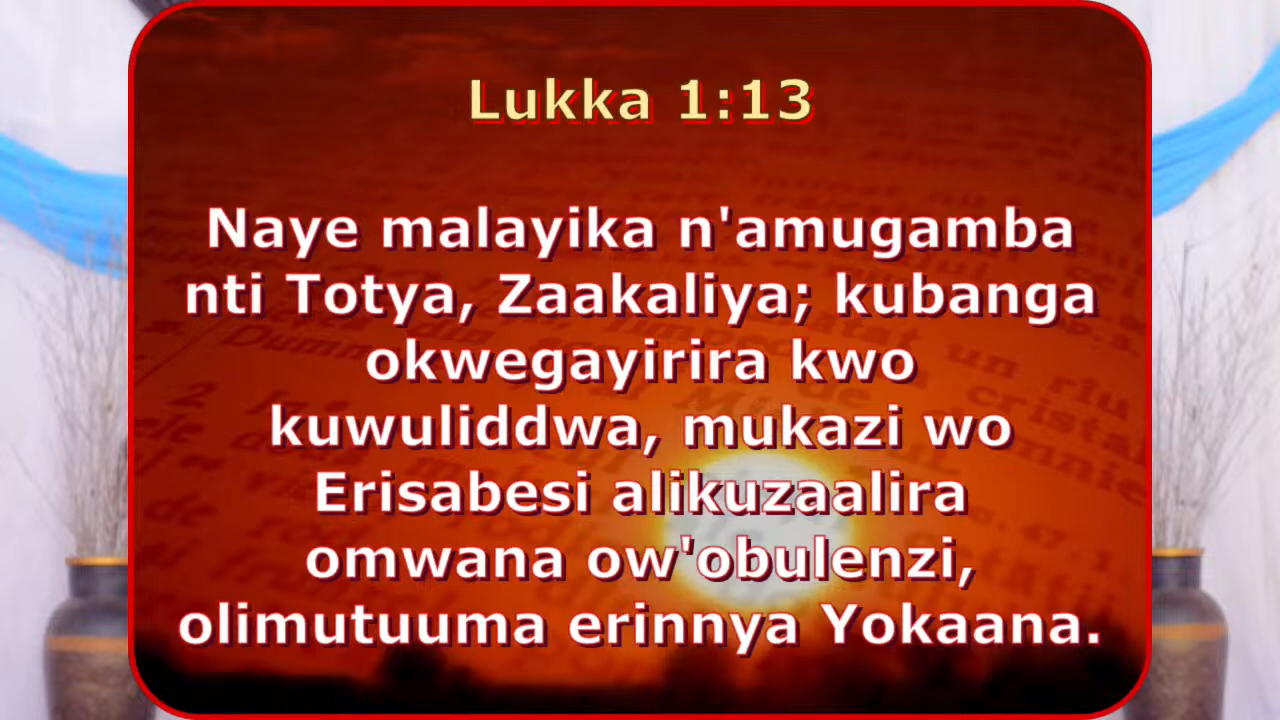 Lukka 1:13
Naye malayika n'amugamba
nti Totya, Zaakaliya; kubanga
okwegayirira kwo
kuwuliddwa, mukazi wo
Erisabesi alikuzaalira
omwana ow'obulenzi,
olimutuuma erinnya Yokaana.